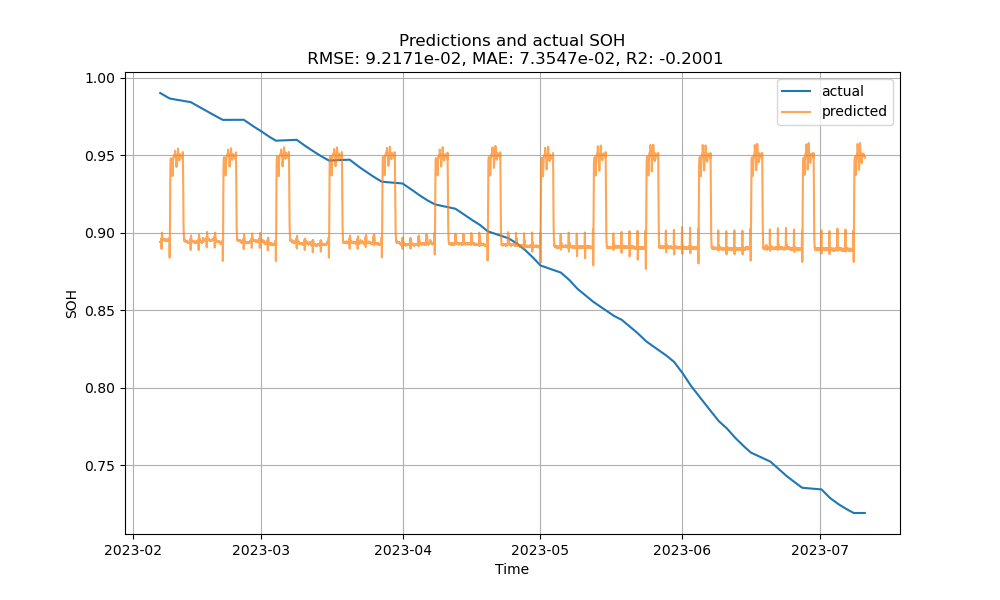 Predictions and actual SOH
RMSE: 9.2171e-02, MAE: 7.3547e-02, R2: -0.2001
actual
predicted
1.00
0.95
0.90
0.85
0.80
0.75
SOH
2023-02
2023-03
2023-04
2023-05
2023-06
2023-07
Time